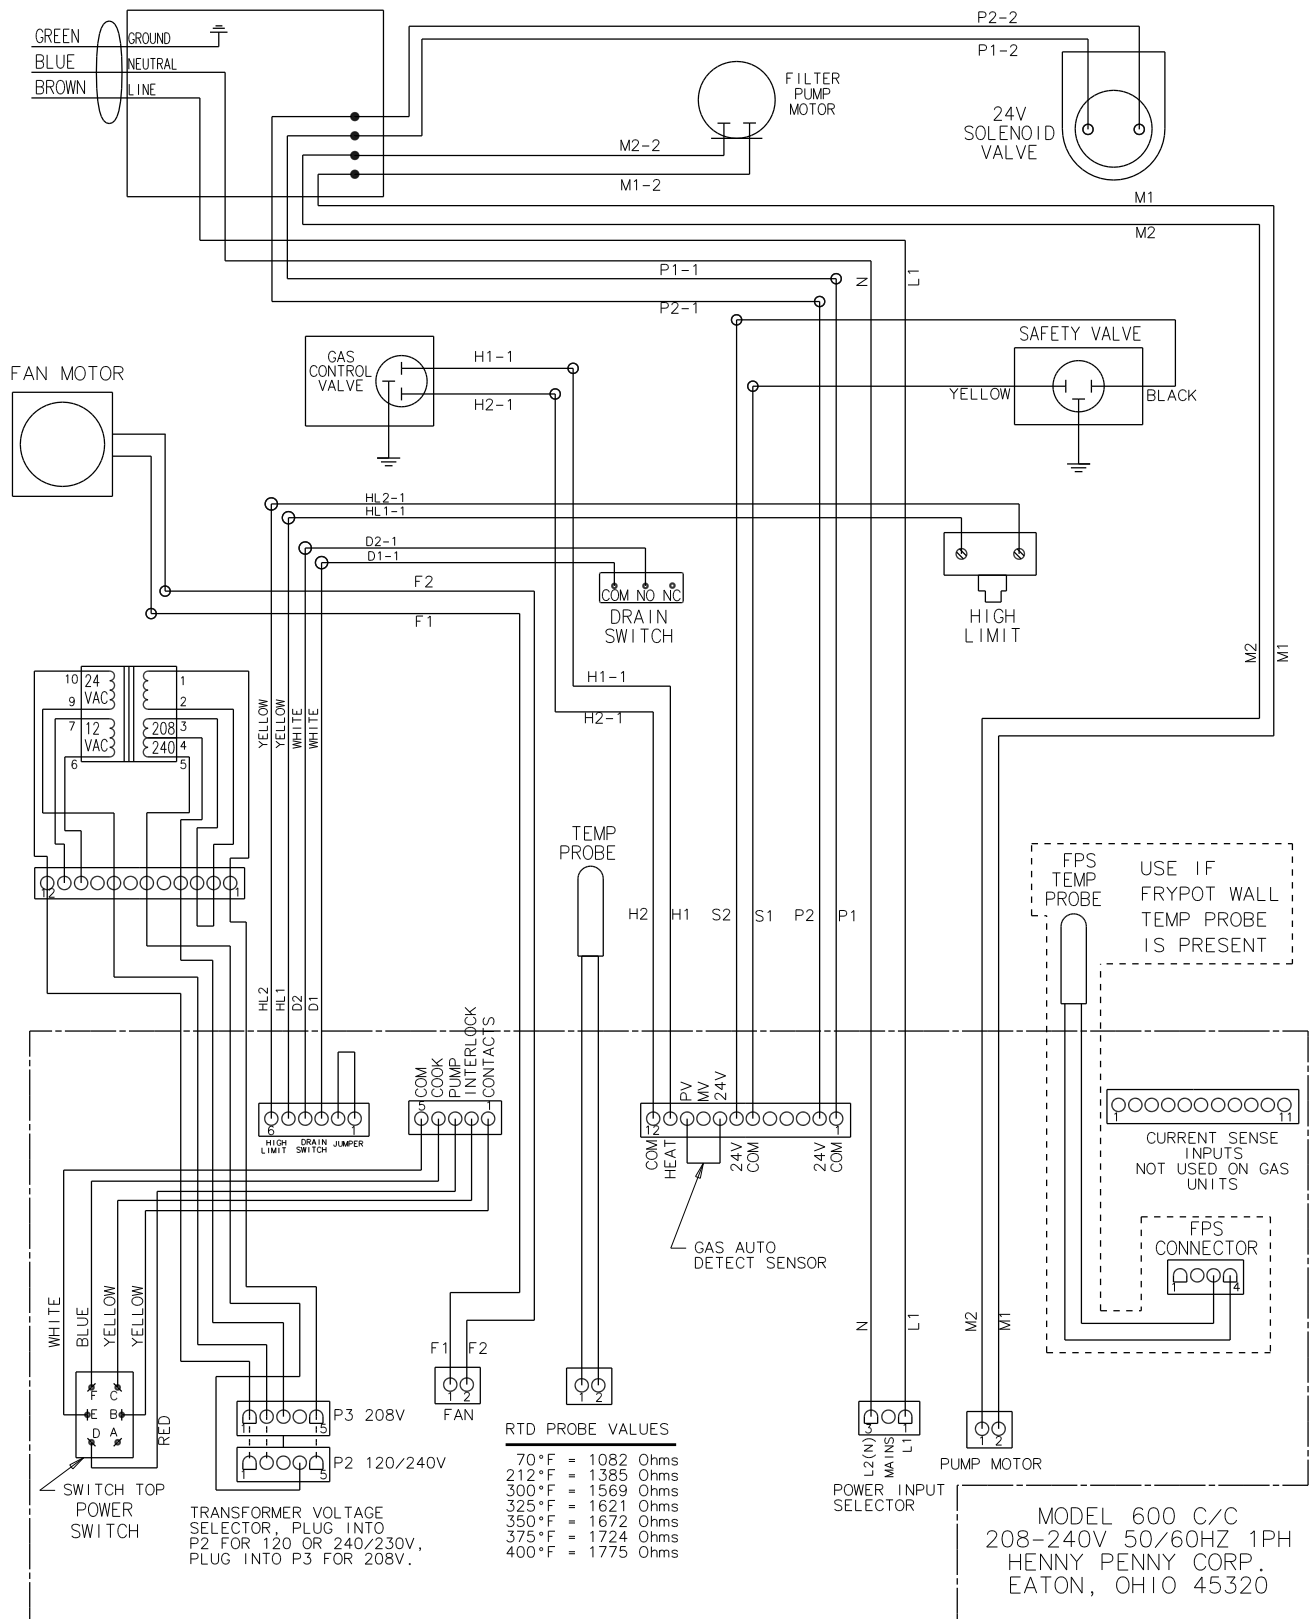 GREEN
GROUND
BLUE
NEUTRAL
BROWN
LINE
P2-2
P1-2
FILTER
PUMP
MOTOR
24V
SOLENOID
VALVE
M2-2
M1-2
M1
M2
P1-1
P2-1
N
L1
SAFETY VALVE
YELLOW
BLACK
GAS
CONTROL
VALVE
H1-1
H2-1
FAN MOTOR
HL2-1
HL1-1
D2-1
D1-1
F2
F1
COM NO NC
DRAIN
SWITCH
HIGH
LIMIT
M2
M1
10 24 VAC 1
9 2
7 12 VAC 208 3
240 4
6 5
YELLOW
YELLOW
WHITE
WHITE
H1-1
H2-1
TEMP
PROBE
12 1
H2
H1
S2
S1
P2
P1
FPS
TEMP
PROBE
USE IF
FRYPOT WALL
TEMP PROBE
IS PRESENT
HL2
HL1
D2
D1
COM
COOK
PUMP
INTERLOCK
CONTACTS
5 1
6 1
HIGH
LIMIT
DRAIN
SWITCH
JUMPER
PV
MV
24V
12 1
COM
HEAT
24V
COM
24V
COM
GAS AUTO
DETECT SENSOR
1 11
CURRENT SENSE
INPUTS
NOT USED ON GAS
UNITS
FPS
CONNECTOR
1 4
WHITE
BLUE
YELLOW
YELLOW
F C
E B
D A
RED
SWITCH TOP
POWER
SWITCH
1 5
P3 208V
1 5
P2 120/240V
TRANSFORMER VOLTAGE
SELECTOR, PLUG INTO
P2 FOR 120 OR 240/230V,
PLUG INTO P3 FOR 208V.
F1 F2
1 2
FAN
1 2
RTD PROBE VALUES
70°F = 1082 Ohms
212°F = 1385 Ohms
300°F = 1569 Ohms
325°F = 1621 Ohms
350°F = 1672 Ohms
375°F = 1724 Ohms
400°F = 1775 Ohms
N
L1
3 1
L2(N)
MAINS
L1
POWER INPUT
SELECTOR
M2
M1
1 2
PUMP MOTOR
MODEL 600 C/C
208-240V 50/60HZ 1PH
HENNY PENNY CORP.
EATON, OHIO 45320